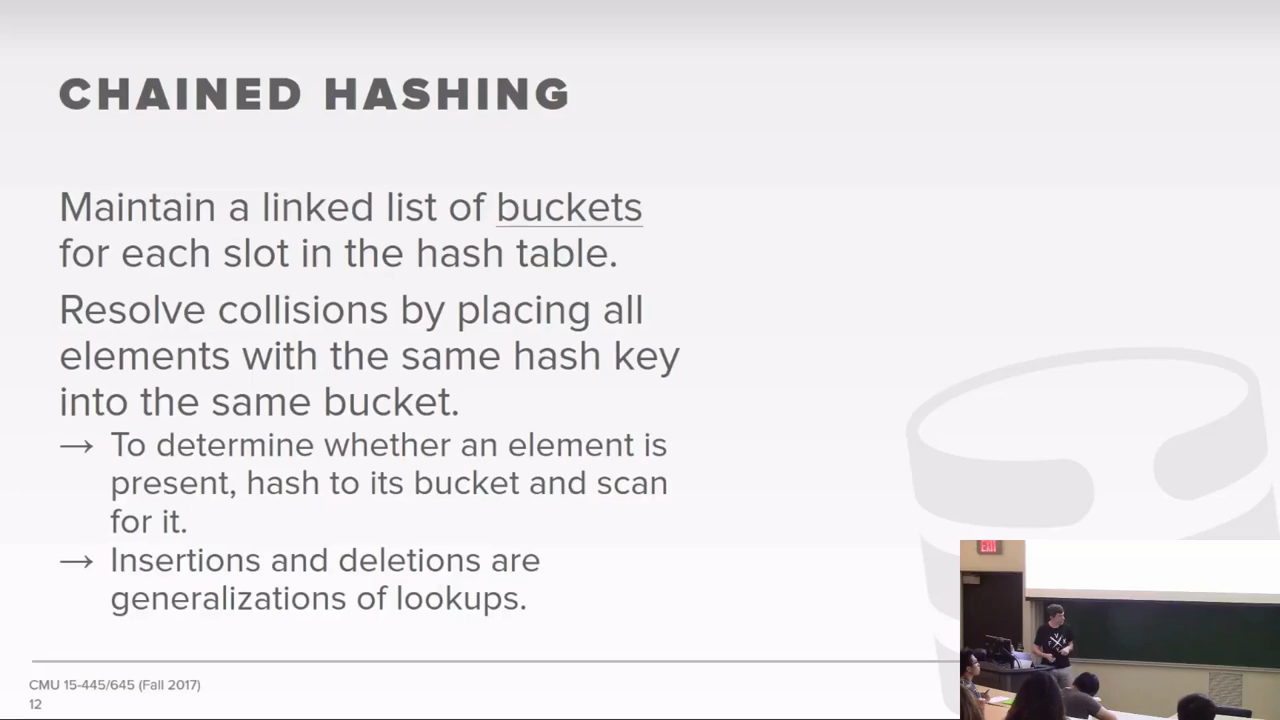 CHAINED HASHING
Maintain a linked list of buckets
for each slot in the hash table.
Resolve collisions by placing all
elements with the same hash key
into the same bucket.
→ To determine whether an element is
present, hash to its bucket and scan
for it.
→ Insertions and deletions are
generalizations of lookups.
CMU 15-445/645 (Fall 2017)
12
EXIT